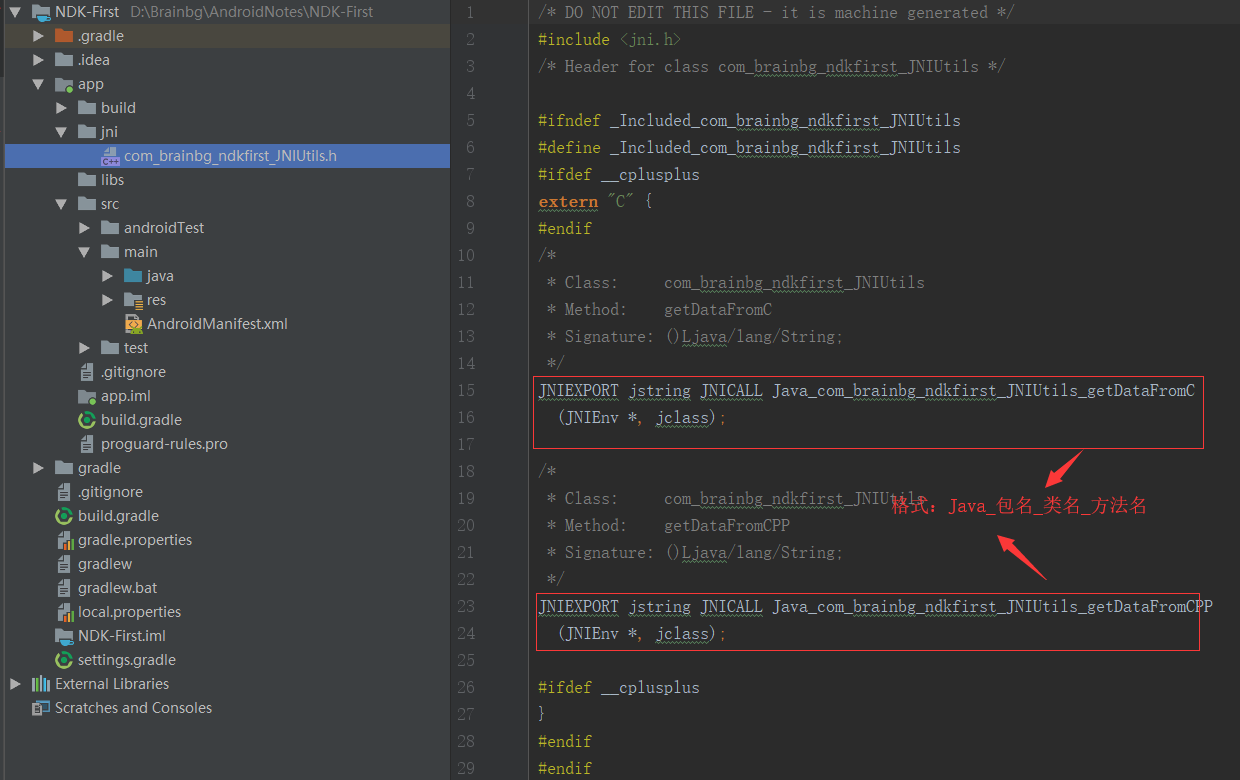 NDK-First D:\Brainbg\AndroidNotes\NDK-First
.gradle
.idea
app
build
jni
com_brainbg_ndkfirst_JNIUtils.h
libs
src
androidTest
main
java
res
AndroidManifest.xml
test
.gitignore
app.iml
build.gradle
proguard-rules.pro
gradle
.gitignore
build.gradle
gradle.properties
gradlew
gradlew.bat
local.properties
NDK-First.iml
settings.gradle
External Libraries
Scratches and Consoles
1 /* DO NOT EDIT THIS FILE - it is machine generated */
2 #include <jni.h>
3 /* Header for class com_brainbg_ndkfirst_JNIUtils */
4
5 #ifndef _Included_com_brainbg_ndkfirst_JNIUtils
6 #define _Included_com_brainbg_ndkfirst_JNIUtils
7 #ifdef __cplusplus
8 extern "C" {
9 #endif
10 /*
11 * Class: com_brainbg_ndkfirst_JNIUtils
12 * Method: getDataFromC
13 * Signature: ()Ljava/lang/String;
14 */
15 JNIEXPORT jstring JNICALL Java_com_brainbg_ndkfirst_JNIUtils_getDataFromC
16 (JNIEnv *, jclass);
17
18 /*
19 * Class: com_brainbg_ndkfirst_JNIUtils
格式：Java_包名_类名_方法名
20 * Method: getDataFromCPP
21 * Signature: ()Ljava/lang/String;
22 */
23 JNIEXPORT jstring JNICALL Java_com_brainbg_ndkfirst_JNIUtils_getDataFromCPP
24 (JNIEnv *, jclass);
25
26 #ifdef __cplusplus
27 }
28 #endif
29 #endif